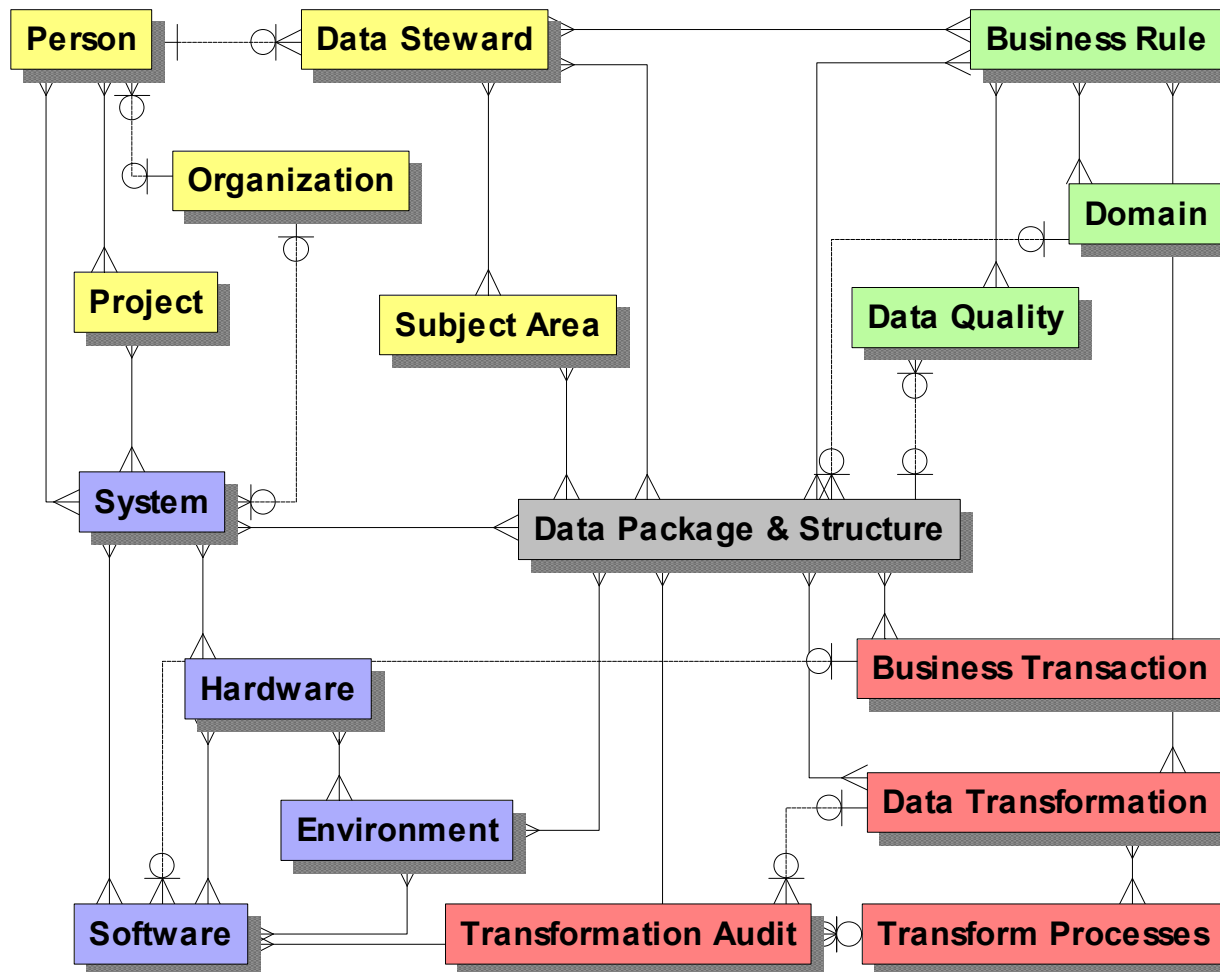 Person
Data Steward
Business Rule
Organization
Domain
Project
Subject Area
Data Quality
System
Data Package & Structure
Hardware
Business Transaction
Environment
Data Transformation
Software
Transformation Audit
Transform Processes